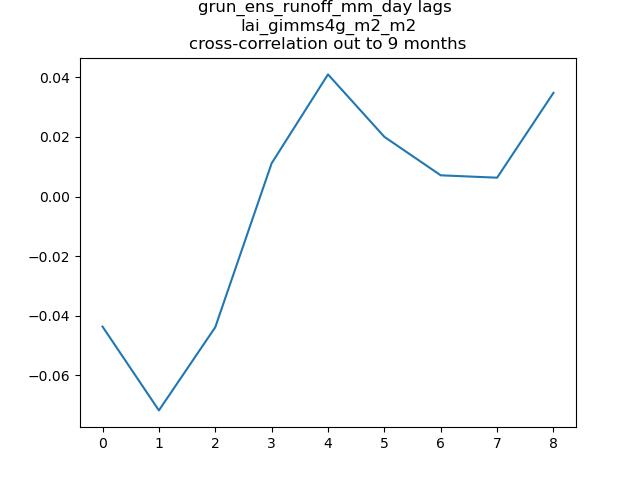 grun_ens_runoff_mm_day lags
lai_gimms4g_m2_m2
cross-correlation out to 9 months
0.04
0.02
0.00
−0.02
−0.04
−0.06
0 1 2 3 4 5 6 7 8